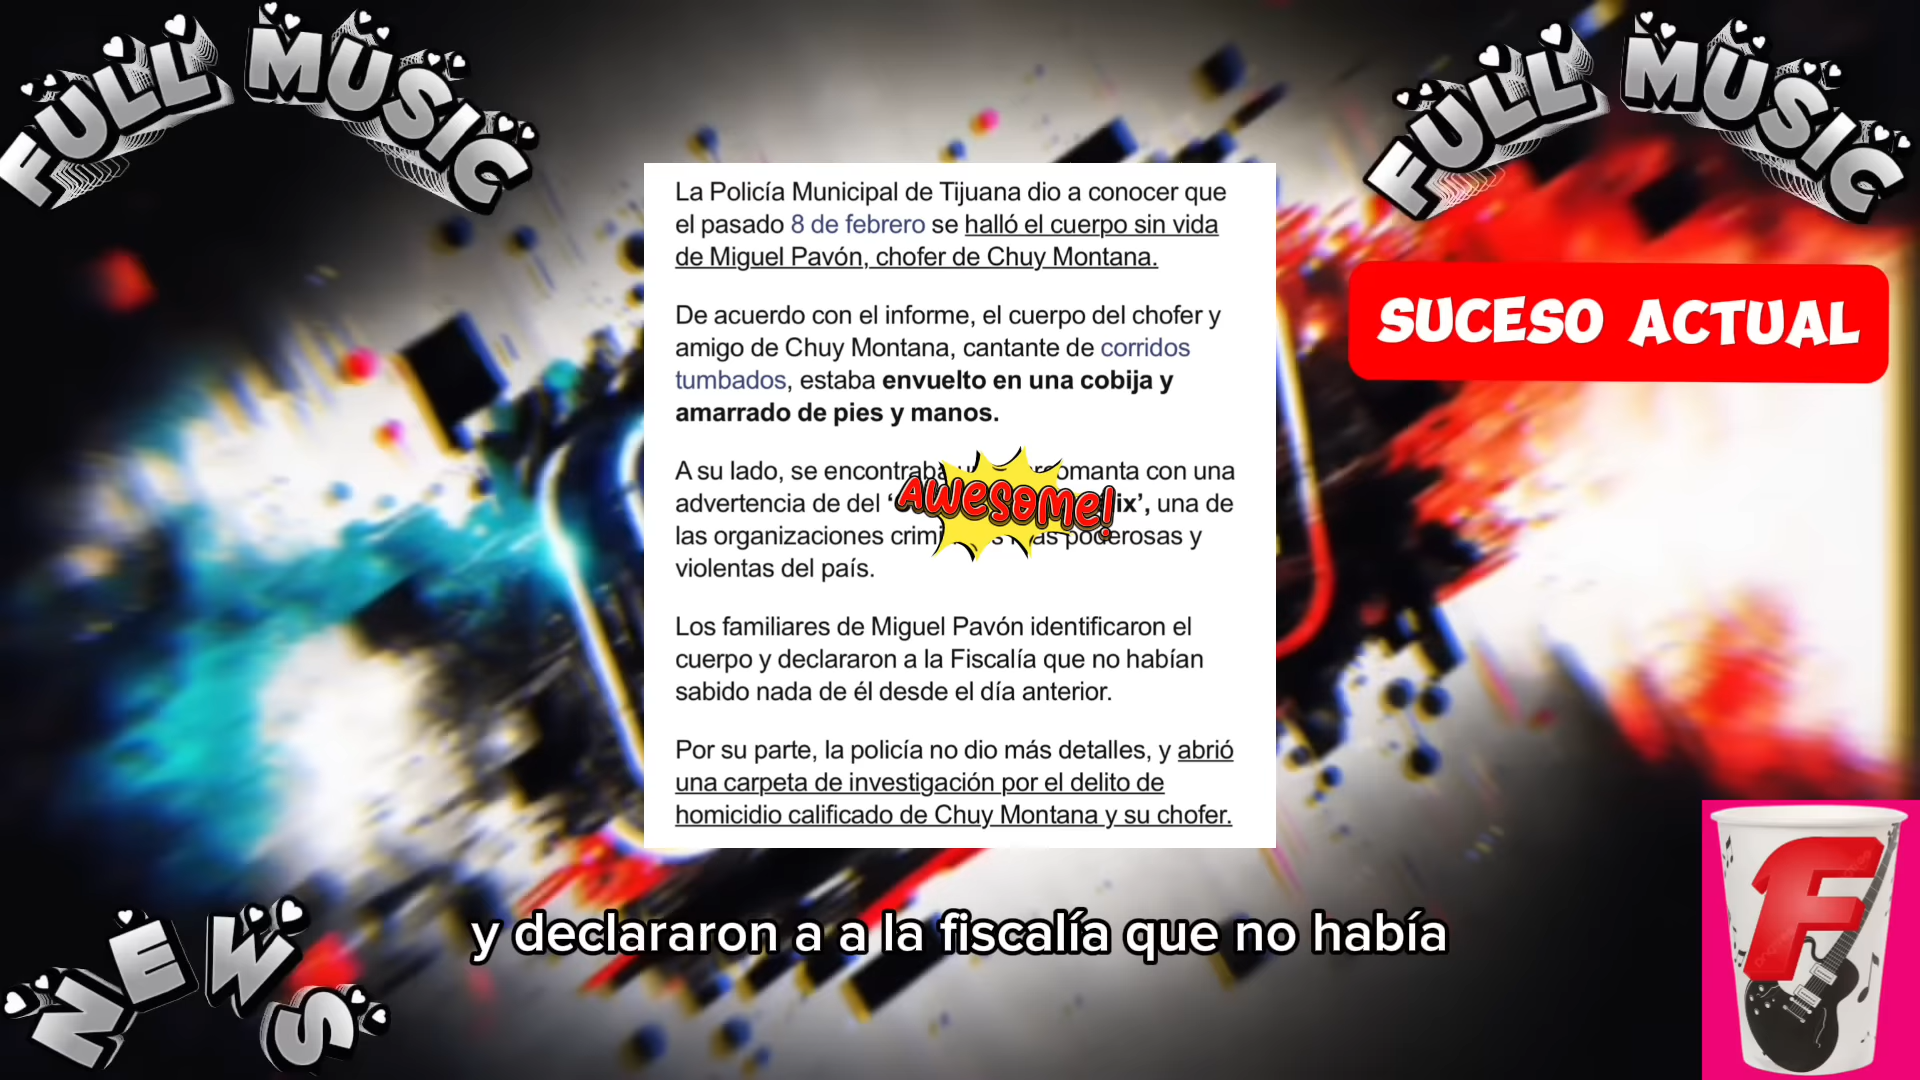 FULL MUSIC
FULL MUSIC
SUCESO ACTUAL
La Policía Municipal de Tijuana dio a conocer que
el pasado 8 de febrero se halló el cuerpo sin vida
de Miguel Pavón, chofer de Chuy Montana.
De acuerdo con el informe, el cuerpo del chofer y
amigo de Chuy Montana, cantante de corridos
tumbados, estaba envuelto en una cobija y
amarrado de pies y manos.
A su lado, se encontraba con una
advertencia de del AWESOME! una de
las organizaciones poderosas y
violentas del país.
Los familiares de Miguel Pavón identificaron el
cuerpo y declararon a la Fiscalía que no habían
sabido nada de él desde el día anterior.
Por su parte, la policía no dio más detalles, y abrió
una carpeta de investigación por el delito de
homicidio calificado de Chuy Montana y su chofer.
y declararon a a la fiscalía que no había
NEWS
F